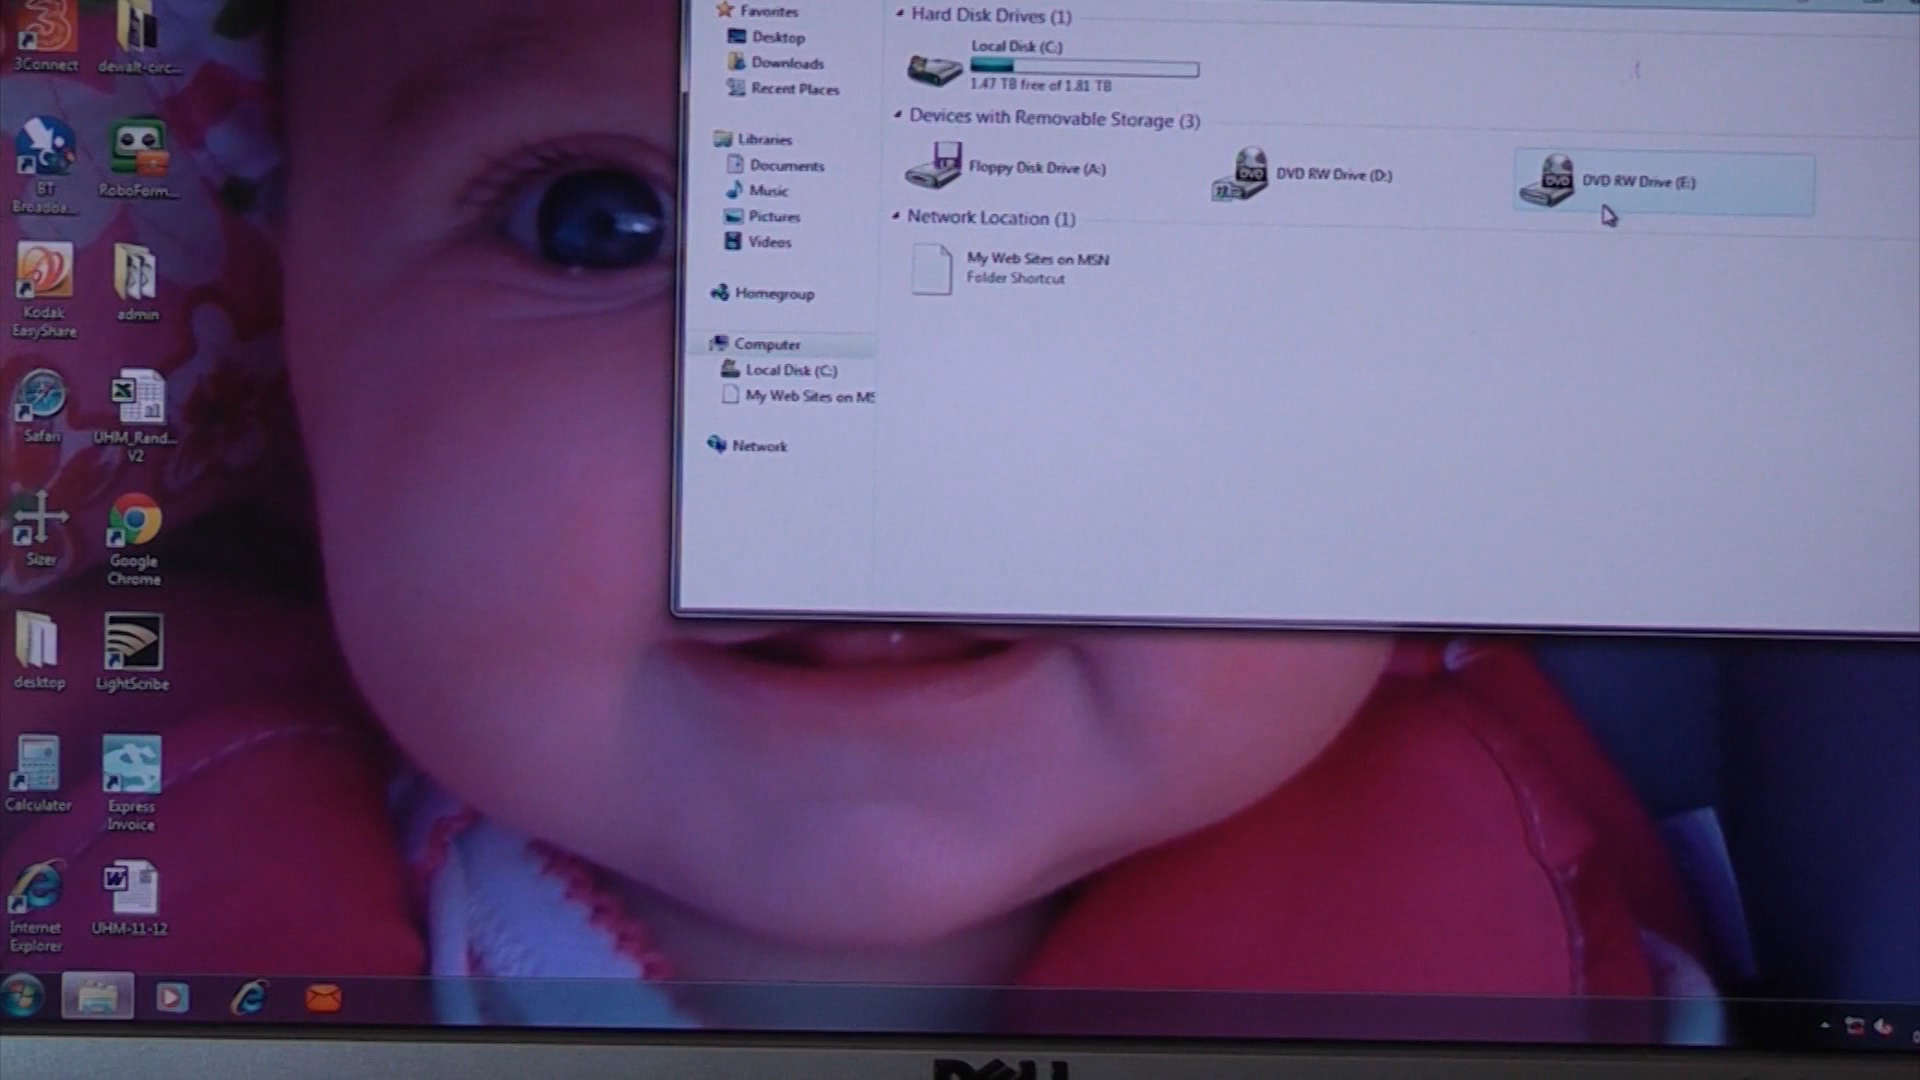 3Connect
dewalt-circ...
BT
Broadba...
RoboForm...
Kodak
EasyShare
admin
Safari
UHM_Rand...
V2
Sizer
Google
Chrome
desktop
LightScribe
Calculator
Express
Invoice
Internet
Explorer
UHM-11-12
Favorites
Desktop
Downloads
Recent Places
Libraries
Documents
Music
Pictures
Videos
Homegroup
Computer
Local Disk (C:)
My Web Sites on MS
Network
Hard Disk Drives (1)
Local Disk (C:)
1.47 TB free of 1.81 TB
Devices with Removable Storage (3)
Floppy Disk Drive (A:)
DVD RW Drive (D:)
DVD RW Drive (E:)
Network Location (1)
My Web Sites on MSN
Folder Shortcut
DELL